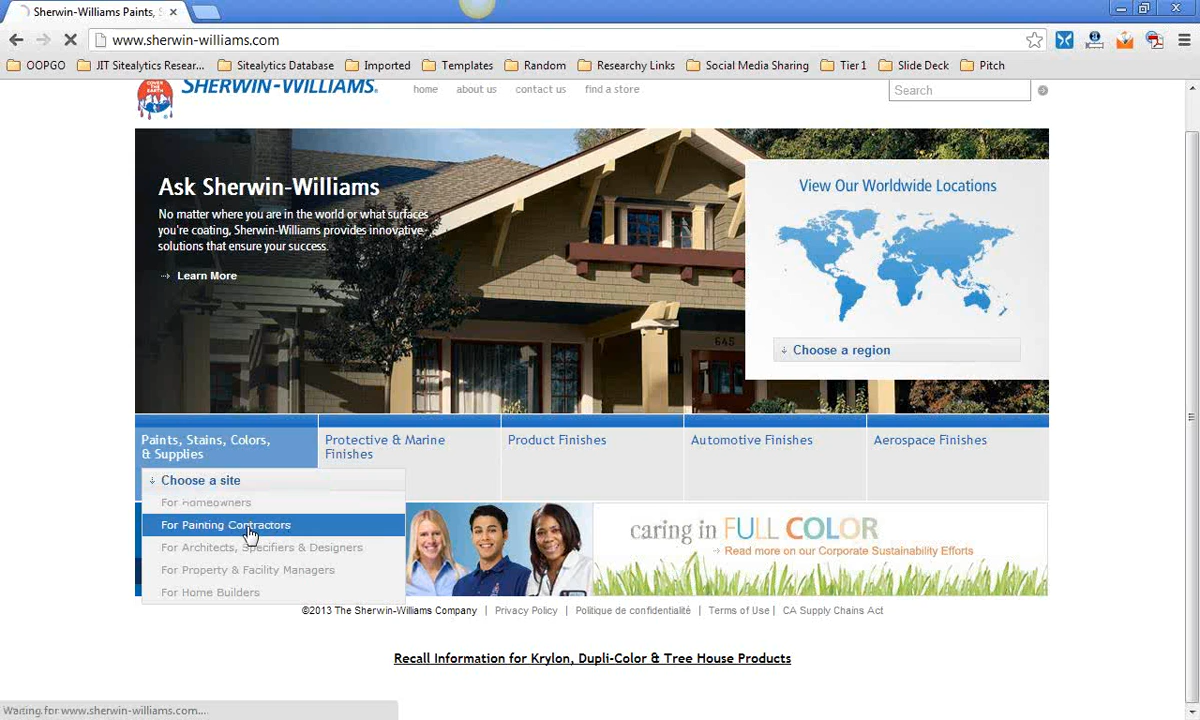 Sherwin-Williams Paints, S
www.sherwin-williams.com
OOPGO JIT Sitealytics Resear... Sitealytics Database Imported Templates Random Researchy Links Social Media Sharing Tier 1 Slide Deck Pitch
COVER THE EARTH
SHERWIN-WILLIAMS.
home about us contact us find a store
Search
Ask Sherwin-Williams
No matter where you are in the world or what surfaces
you're coating, Sherwin-Williams provides innovative
solutions that ensure your success.
Learn More
View Our Worldwide Locations
Choose a region
645
Paints, Stains, Colors,
& Supplies
Protective & Marine
Finishes
Product Finishes
Automotive Finishes
Aerospace Finishes
Choose a site
For Homeowners
For Painting Contractors
For Architects, Specifiers & Designers
For Property & Facility Managers
For Home Builders
caring in FULL COLOR
Read more on our Corporate Sustainability Efforts
©2013 The Sherwin-Williams Company | Privacy Policy | Politique de confidentialité | Terms of Use | CA Supply Chains Act
Recall Information for Krylon, Dupli-Color & Tree House Products
Waiting for www.sherwin-williams.com...